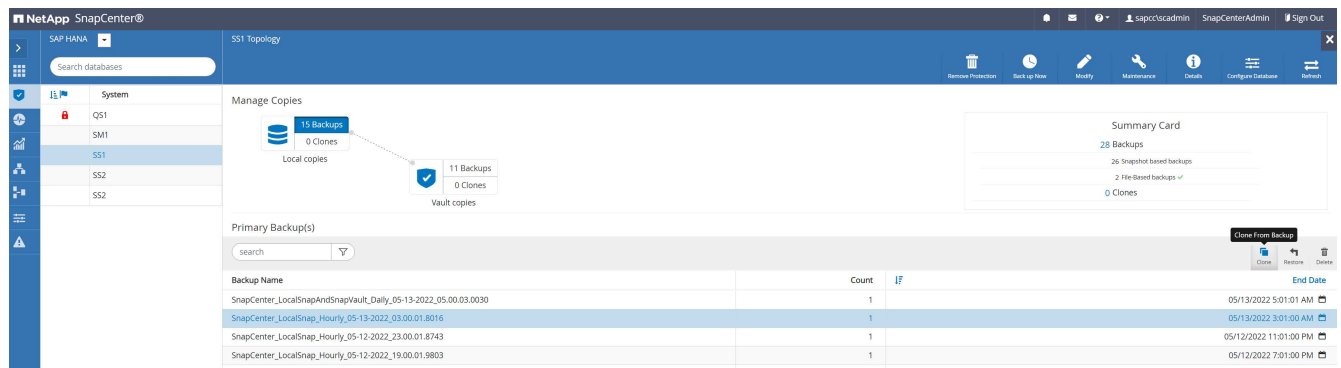 NetApp SnapCenter®
sapcc\scadmin SnapCenterAdmin Sign Out
SAP HANA
Search databases
System
QS1
SM1
SS1
SS2
SS2
SS1 Topology
Remove Protection Back up Now Modify Maintenance Details Configure Database Refresh
Manage Copies
15 Backups
0 Clones
Local copies
11 Backups
0 Clones
Vault copies
Summary Card
28 Backups
26 Snapshot based backups
2 File-Based backups ✓
0 Clones
Primary Backup(s)
search
Clone From Backup
Clone Restore Delete
Backup Name Count End Date
SnapCenter_LocalSnapAndSnapVault_Daily_05-13-2022_05.00.03.0030 1 05/13/2022 5:01:01 AM
SnapCenter_LocalSnap_Hourly_05-13-2022_03.00.01.8016 1 05/13/2022 3:01:00 AM
SnapCenter_LocalSnap_Hourly_05-12-2022_23.00.01.8743 1 05/12/2022 11:01:00 PM
SnapCenter_LocalSnap_Hourly_05-12-2022_19.00.01.9803 1 05/12/2022 7:01:00 PM